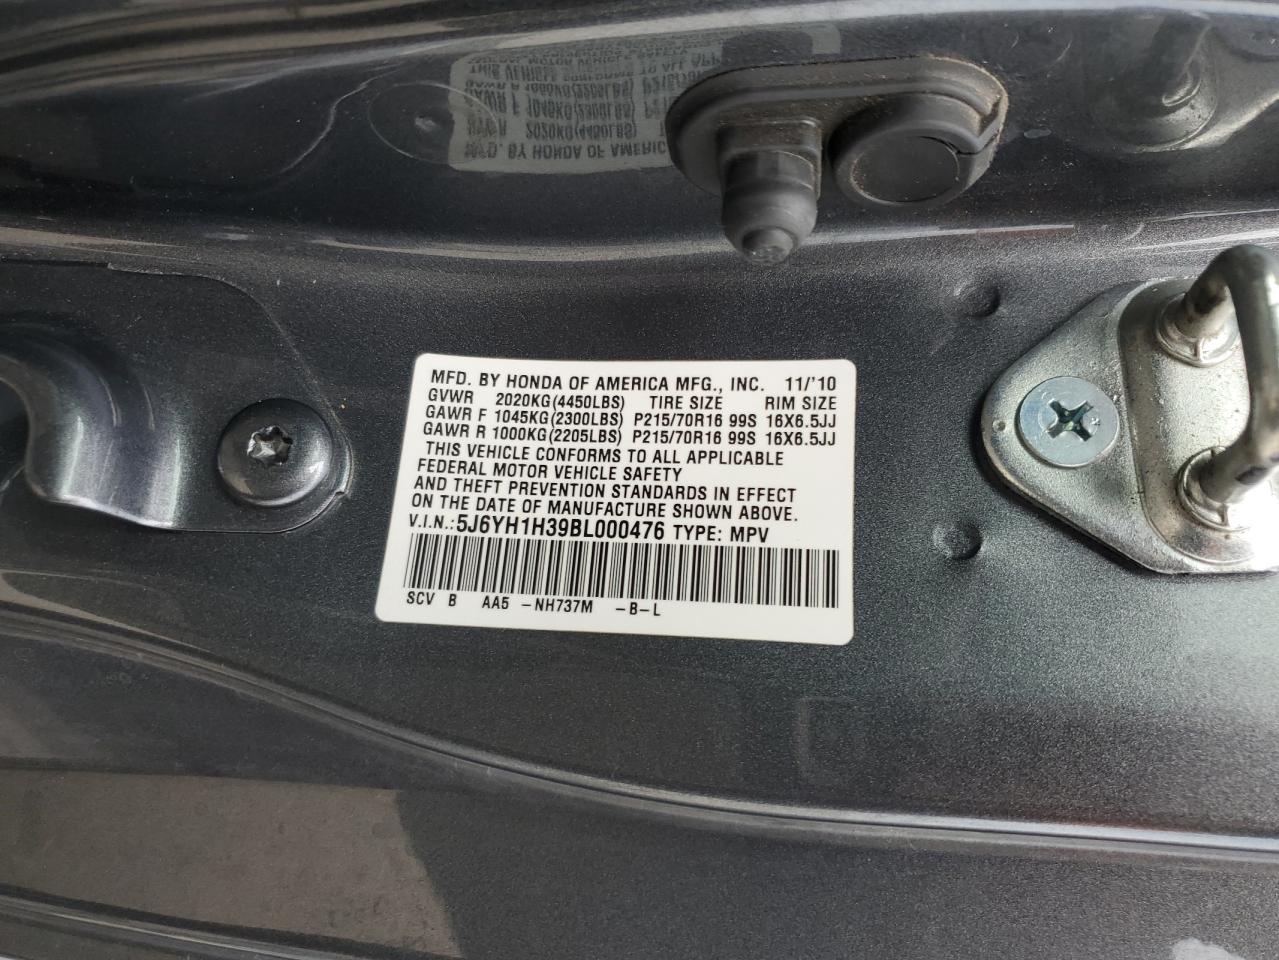 MFD. BY HONDA OF AMERICA MFG., INC. 11/'10
GVWR 2020KG(4450LBS) TIRE SIZE RIM SIZE
GAWR F 1045KG(2300LBS) P215/70R16 99S 16X6.5JJ
GAWR R 1000KG(2205LBS) P215/70R16 99S 16X6.5JJ
THIS VEHICLE CONFORMS TO ALL APPLICABLE
FEDERAL MOTOR VEHICLE SAFETY
AND THEFT PREVENTION STANDARDS IN EFFECT
ON THE DATE OF MANUFACTURE SHOWN ABOVE.
V.I.N.:5J6YH1H39BL000476 TYPE: MPV
SCV B AA5 -NH737M -B-L